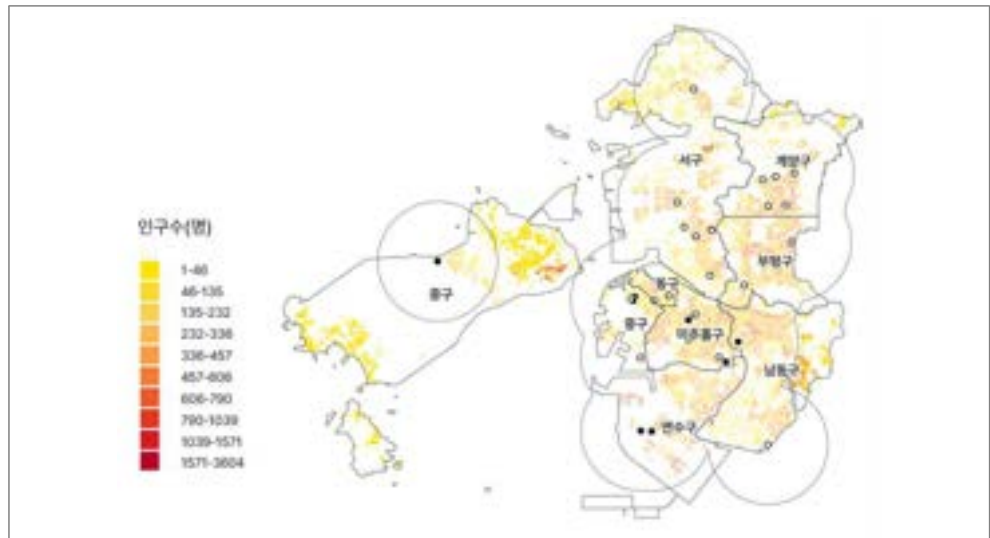 인구수(명)
1-46
46-135
135-232
232-336
336-457
457-606
606-790
790-1039
1039-1571
1571-3604
서구
계양구
부평구
중구
동구
중구
미추홀구
남동구
연수구